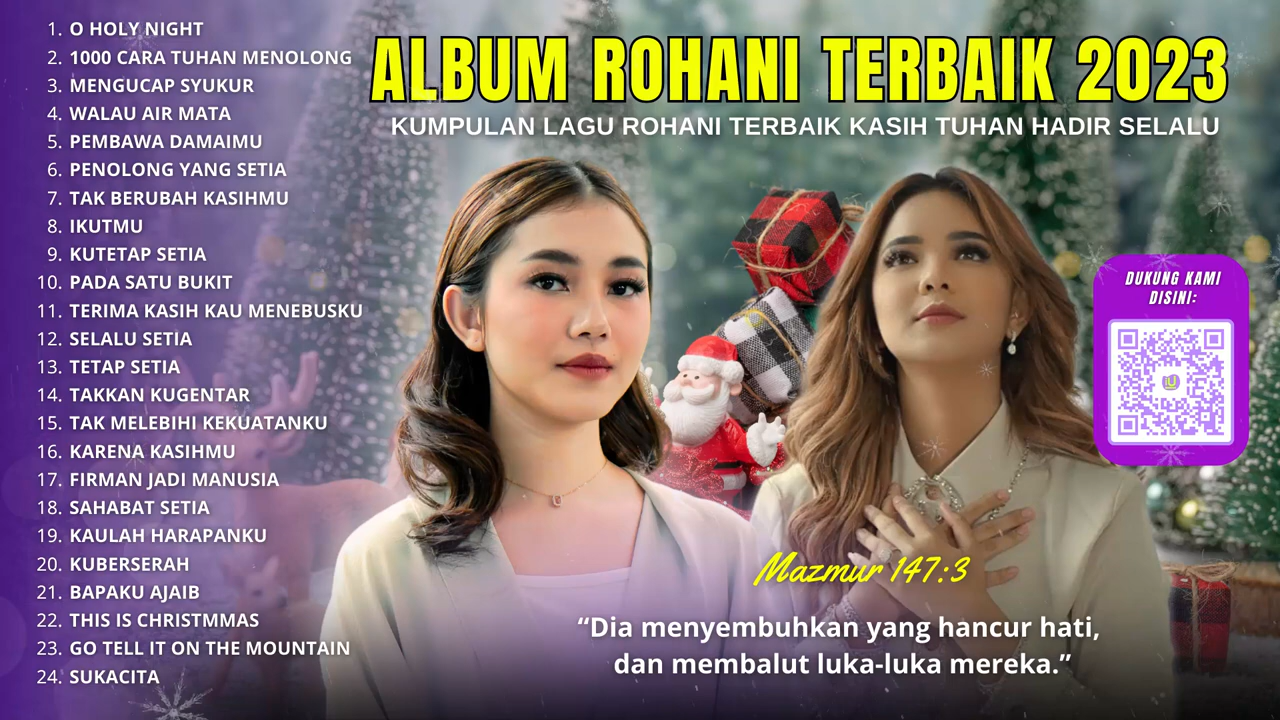 1. O HOLY NIGHT
2. 1000 CARA TUHAN MENOLONG
3. MENGUCAP SYUKUR
4. WALAU AIR MATA
5. PEMBAWA DAMAIMU
6. PENOLONG YANG SETIA
7. TAK BERUBAH KASIHMU
8. IKUTMU
9. KUTETAP SETIA
10. PADA SATU BUKIT
11. TERIMA KASIH KAU MENEBUSKU
12. SELALU SETIA
13. TETAP SETIA
14. TAKKAN KUGENTAR
15. TAK MELEBIHI KEKUATANKU
16. KARENA KASIHMU
17. FIRMAN JADI MANUSIA
18. SAHABAT SETIA
19. KAULAH HARAPANKU
20. KUBERSERAH
21. BAPAKU AJAIB
22. THIS IS CHRISTMMAS
23. GO TELL IT ON THE MOUNTAIN
24. SUKACITA
ALBUM ROHANI TERBAIK 2023
KUMPULAN LAGU ROHANI TERBAIK KASIH TUHAN HADIR SELALU
DUKUNG KAMI
DISINI:
Mazmur 147:3
“Dia menyembuhkan yang hancur hati,
dan membalut luka-luka mereka.”